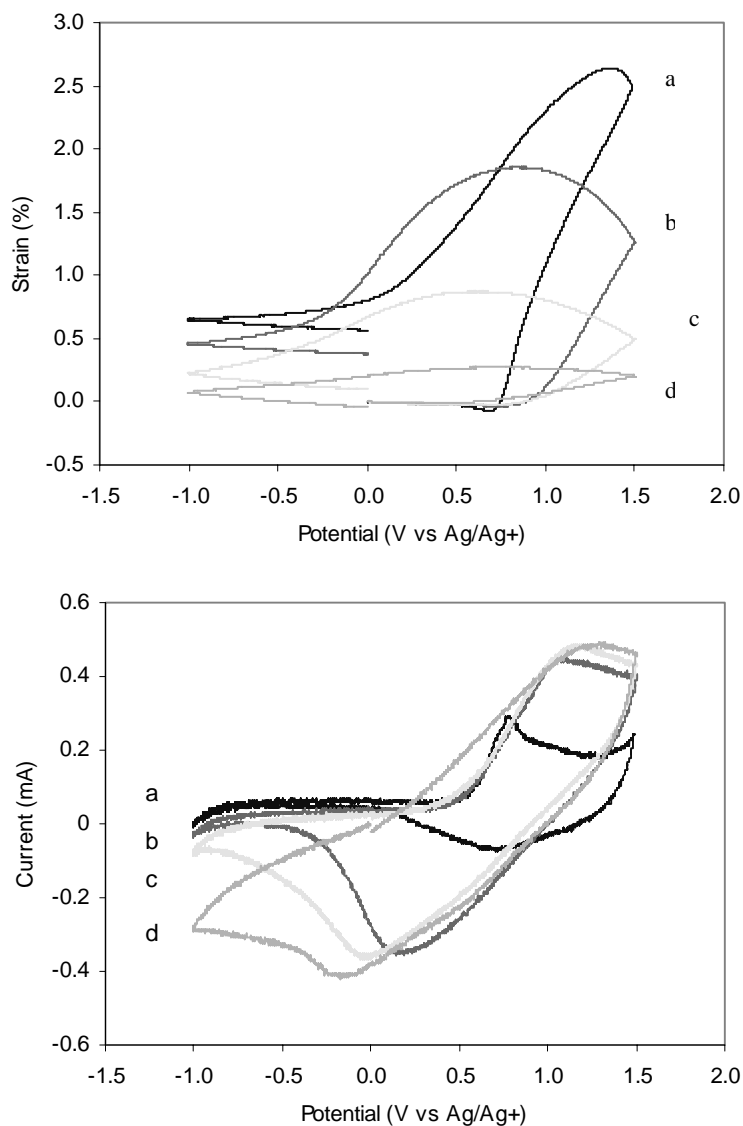 3.0
2.5
a
2.0
1.5
b
Strain (%)
1.0
c
0.5
d
0.0
-0.5
-1.5 -1.0 -0.5 0.0 0.5 1.0 1.5 2.0
Potential (V vs Ag/Ag+)
0.6
0.4
0.2
a
0
b
Current (mA)
c
-0.2
d
-0.4
-0.6
-1.5 -1.0 -0.5 0.0 0.5 1.0 1.5 2.0
Potential (V vs Ag/Ag+)